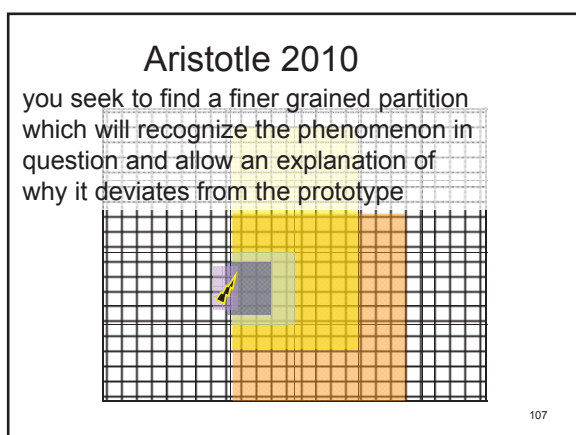 Aristotle 2010
you seek to find a finer grained partition
which will recognize the phenomenon in
question and allow an explanation of
why it deviates from the prototype
107